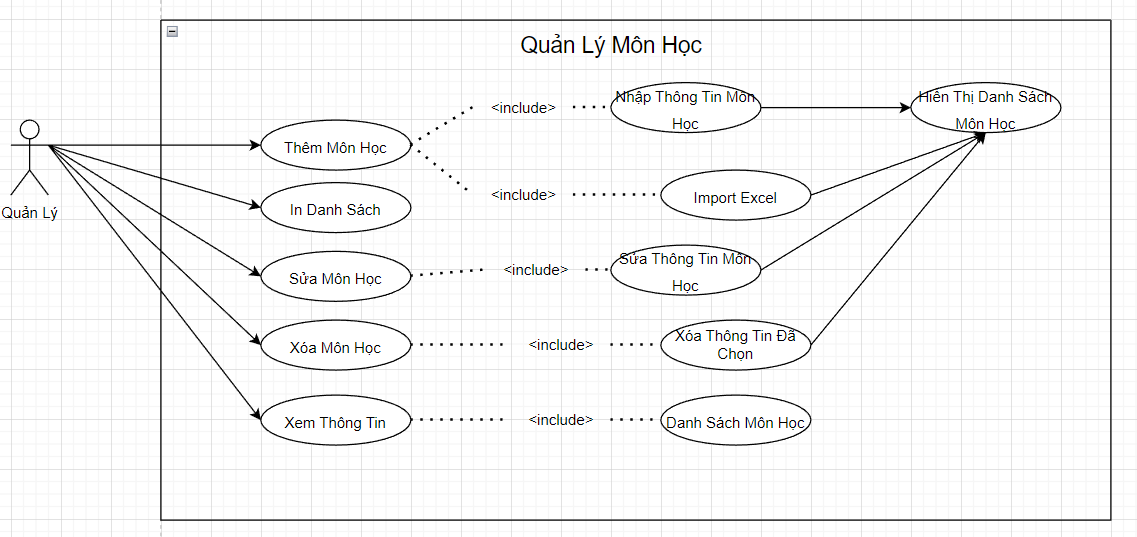 Quản Lý Môn Học
Nhập Thông Tin Môn
Học
Hiên Thị Danh Sách
Môn Học
<include>
Thêm Môn Học
Quản Lý
<include>
Import Excel
In Danh Sách
Sửa Môn Học
<include>
Sửa Thông Tin Môn
Học
Xóa Môn Học
<include>
Xóa Thông Tin Đã
Chọn
Xem Thông Tin
<include>
Danh Sách Môn Học